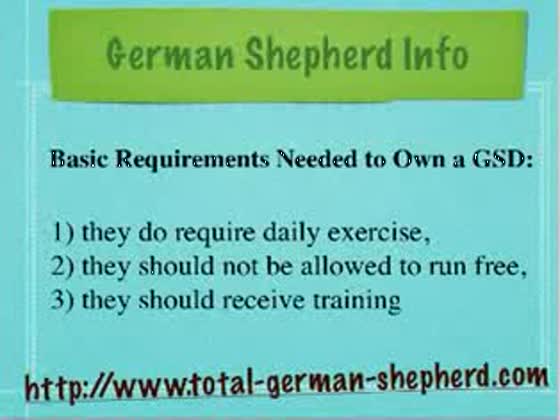 German Shepherd Info
Basic Requirements Needed to Own a GSD:
1) they do require daily exercise,
2) they should not be allowed to run free,
3) they should receive training
http://www.total-german-shepherd.com